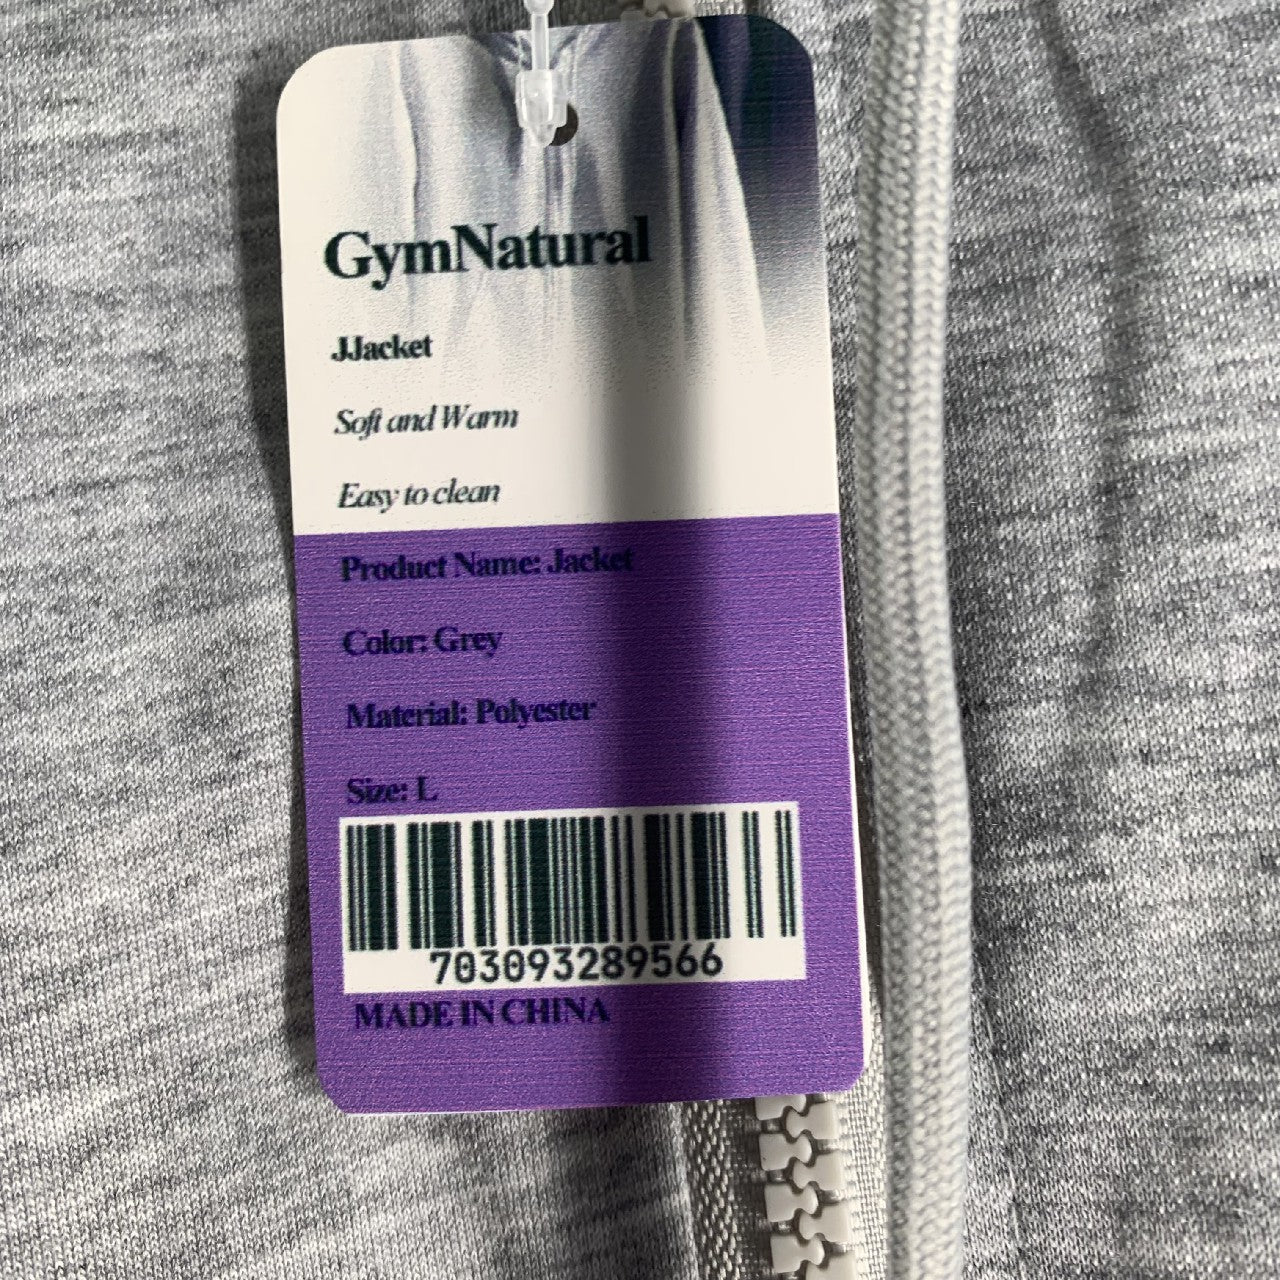 GymNatural
JJacket
Soft and Warm
Easy to clean
Product Name: Jacket
Color: Grey
Material: Polyester
Size: L
703093289566
MADE IN CHINA